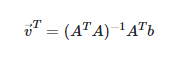 $\vec{v}^T = (A^T A)^{-1} A^T b$